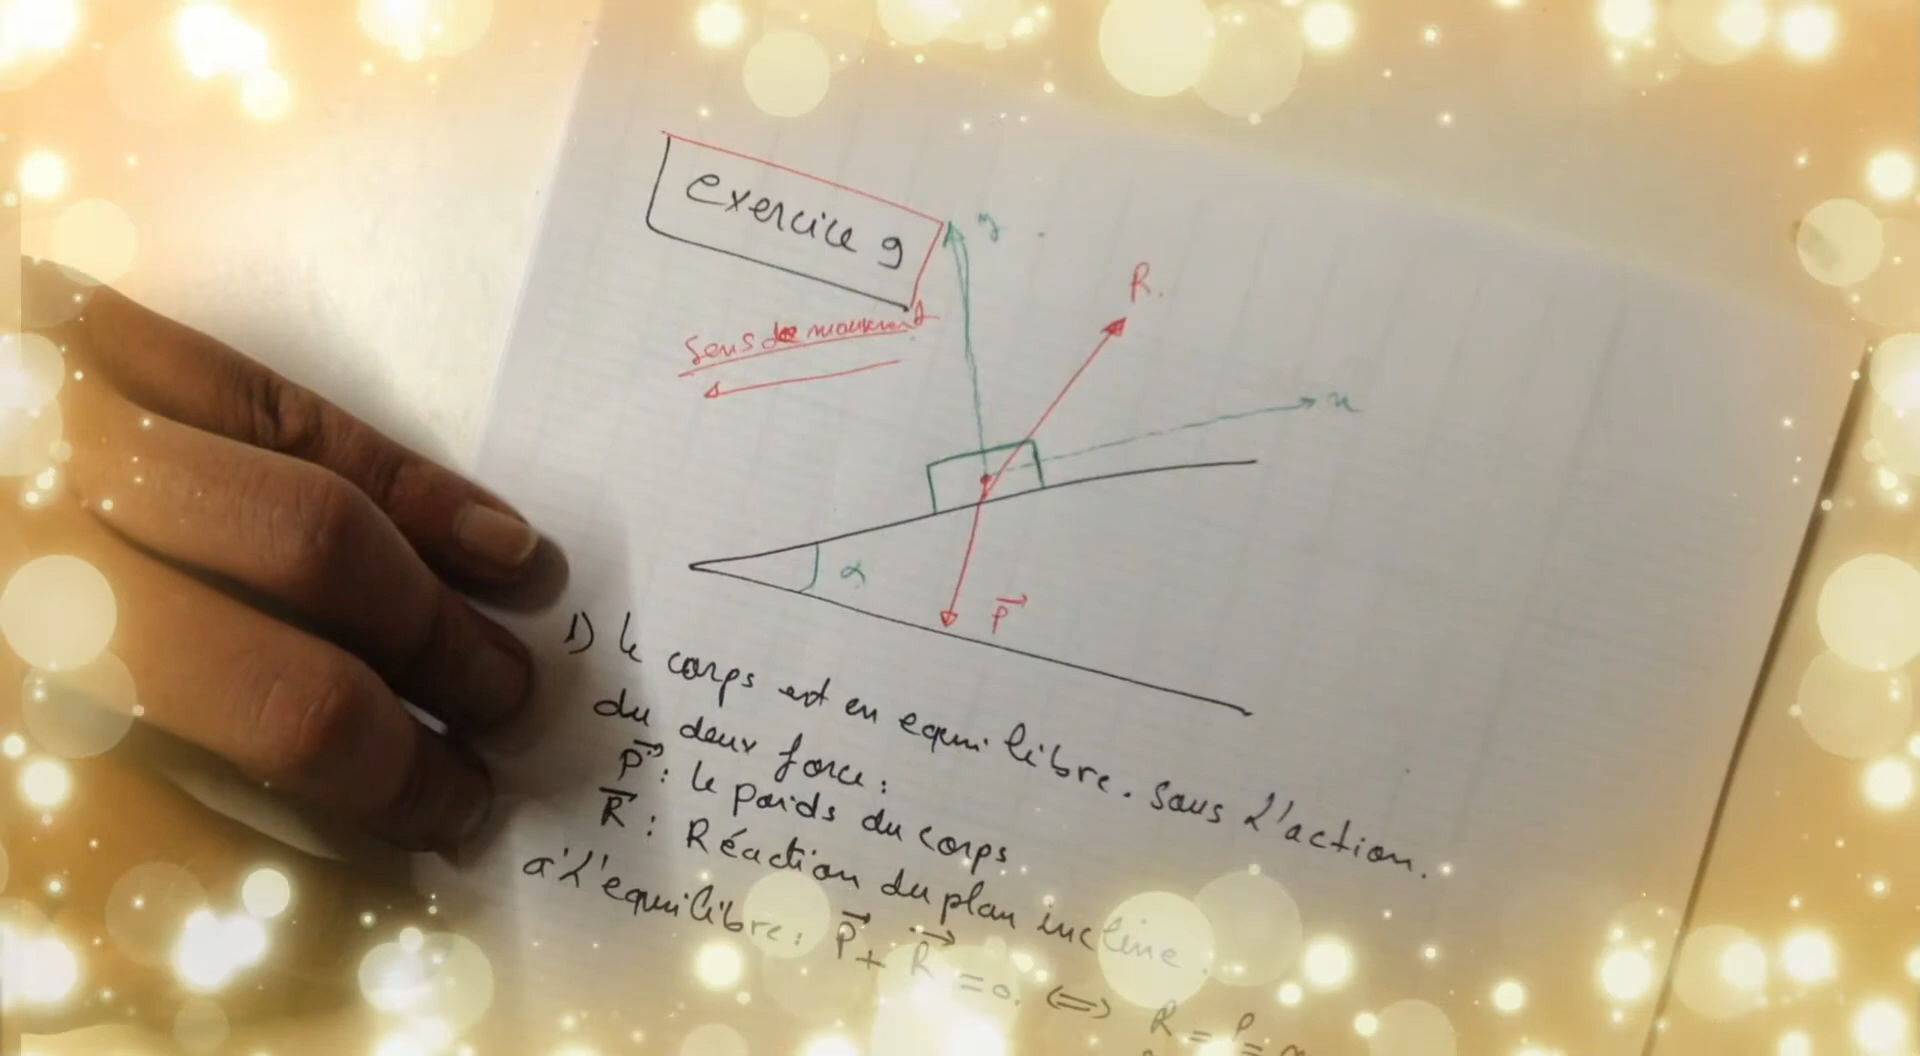 exercice 9
y
R.
Sens de mouvement
x
α
P
1) le corps est en equilibre. sous l'action.
du deux force:
P: le poids du corps
R: Réaction du plan incline.
a' l'equilibre: P + R = 0. <=> R = P =